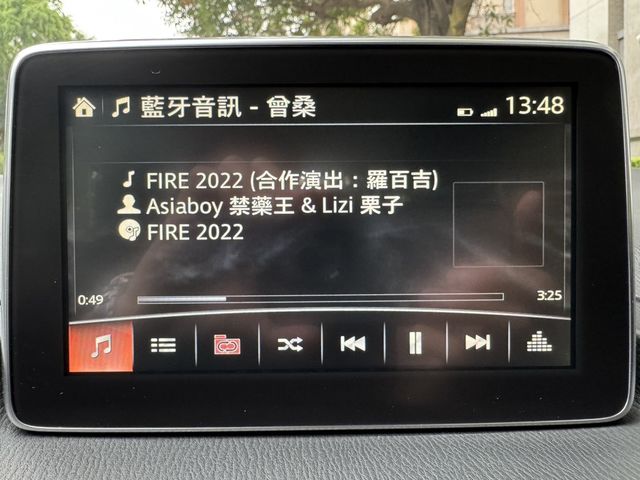 藍牙音訊 - 曾桑
13:48
FIRE 2022 (合作演出：羅百吉)
Asiaboy 禁藥王 & Lizi 栗子
FIRE 2022
0:49
3:25